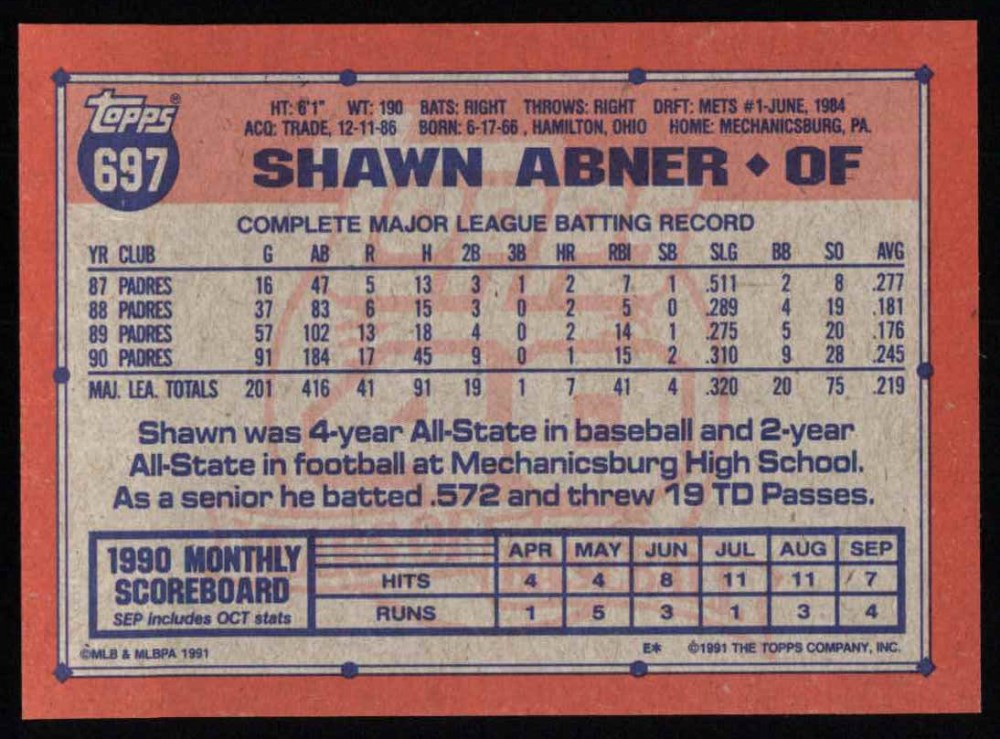 Topps®
697
HT: 6'1" WT: 190 BATS: RIGHT THROWS: RIGHT DRFT: METS #1-JUNE, 1984
ACQ: TRADE, 12-11-86 BORN: 6-17-66 , HAMILTON, OHIO HOME: MECHANICSBURG, PA.
SHAWN ABNER ◆ OF
COMPLETE MAJOR LEAGUE BATTING RECORD
YR CLUB G AB R H 2B 3B HR RBI SB SLG BB SO AVG
87 PADRES 16 47 5 13 3 1 2 7 1 .511 2 8 .277
88 PADRES 37 83 6 15 3 0 2 5 0 .289 4 19 .181
89 PADRES 57 102 13 18 4 0 2 14 1 .275 5 20 .176
90 PADRES 91 184 17 45 9 0 1 15 2 .310 9 28 .245
MAJ. LEA. TOTALS 201 416 41 91 19 1 7 41 4 .320 20 75 .219
Shawn was 4-year All-State in baseball and 2-year
All-State in football at Mechanicsburg High School.
As a senior he batted .572 and threw 19 TD Passes.
1990 MONTHLY
SCOREBOARD
SEP includes OCT stats
APR MAY JUN JUL AUG SEP
HITS 4 4 8 11 11 7
RUNS 1 5 3 1 3 4
©MLB & MLBPA 1991 E* ©1991 THE TOPPS COMPANY, INC.